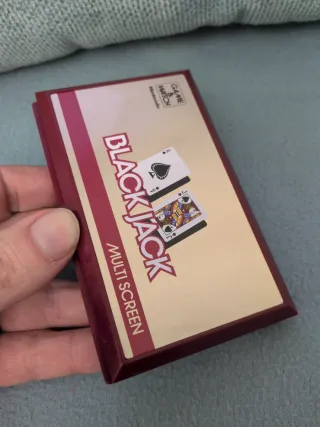 GAME &
WATCH
BLACK JACK
MULTI SCREEN